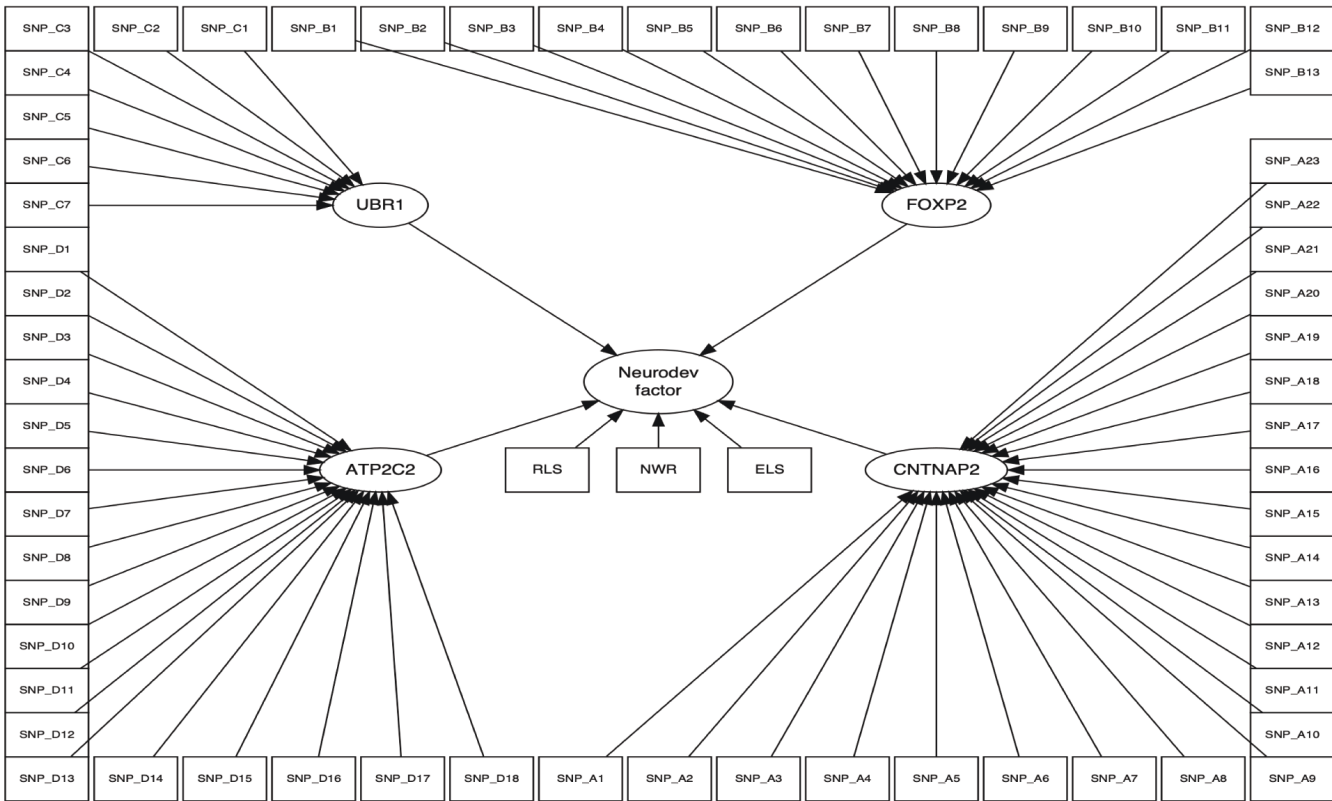 SNP_C3
SNP_C2
SNP_C1
SNP_B1
SNP_B2
SNP_B3
SNP_B4
SNP_B5
SNP_B6
SNP_B7
SNP_B8
SNP_B9
SNP_B10
SNP_B11
SNP_B12
SNP_C4
SNP_B13
SNP_C5
SNP_C6
SNP_A23
SNP_C7
UBR1
FOXP2
SNP_A22
SNP_D1
SNP_A21
SNP_D2
SNP_A20
SNP_D3
SNP_A19
SNP_D4
Neurodev
factor
SNP_A18
SNP_D5
SNP_A17
SNP_D6
ATP2C2
RLS
NWR
ELS
CNTNAP2
SNP_A16
SNP_D7
SNP_A15
SNP_D8
SNP_A14
SNP_D9
SNP_A13
SNP_D10
SNP_A12
SNP_D11
SNP_A11
SNP_D12
SNP_A10
SNP_D13
SNP_D14
SNP_D15
SNP_D16
SNP_D17
SNP_D18
SNP_A1
SNP_A2
SNP_A3
SNP_A4
SNP_A5
SNP_A6
SNP_A7
SNP_A8
SNP_A9